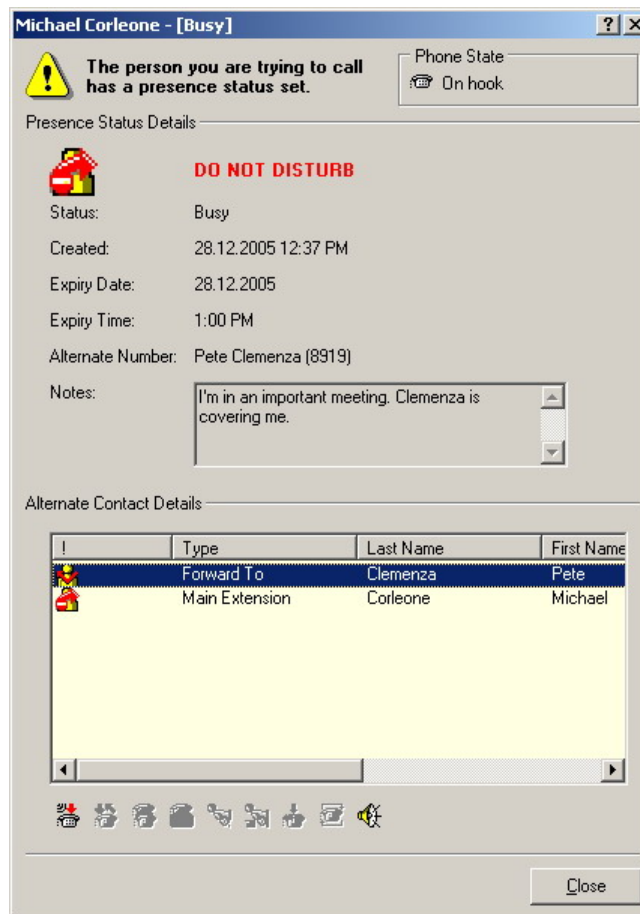 Michael Corleone - [Busy]
The person you are trying to call
has a presence status set.
Phone State
On hook
Presence Status Details
DO NOT DISTURB
Status: Busy
Created: 28.12.2005 12:37 PM
Expiry Date: 28.12.2005
Expiry Time: 1:00 PM
Alternate Number: Pete Clemenza (8919)
Notes: I'm in an important meeting. Clemenza is
covering me.
Alternate Contact Details
! Type Last Name First Name
Forward To Clemenza Pete
Main Extension Corleone Michael
Close